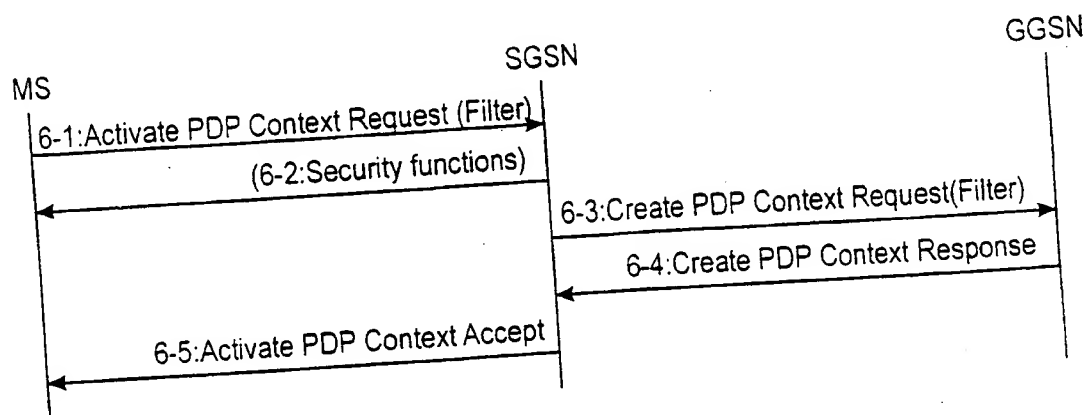 MS
SGSN
GGSN
6-1:Activate PDP Context Request (Filter)
(6-2:Security functions)
6-3:Create PDP Context Request(Filter)
6-4:Create PDP Context Response
6-5:Activate PDP Context Accept